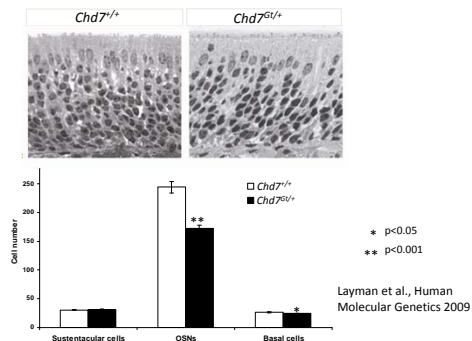 Chd7+/+
Chd7Gt/+
250
200
150
100
50
0
Cell number
Chd7+/+
Chd7Gt/+
**
*
Sustentacular cells
OSNs
Basal cells
* p<0.05
** p<0.001
Layman et al., Human
Molecular Genetics 2009